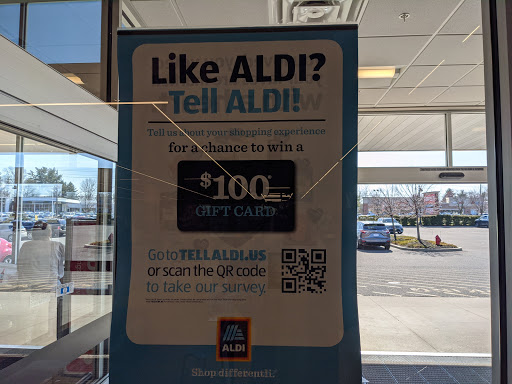 Like ALDI?
Tell ALDI!
Tell us about your shopping experience
for a chance to win a
$100*
GIFT CARD
Go to TELLALDI.US
or scan the QR code
to take our survey.
ALDI
Shop differentli.